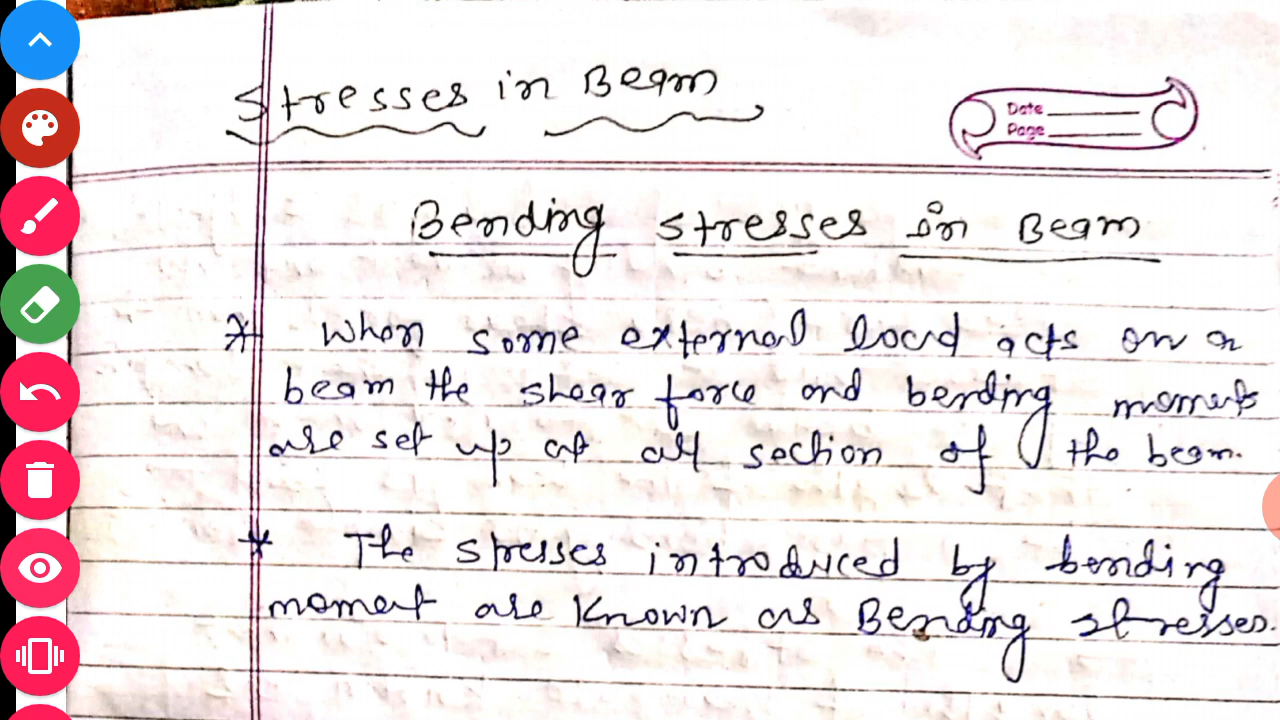 Stresses in Beam
Date
Page
Bending stresses in Beam
* When some external load acts on a
beam the shear force and bending moments
are set up at all section of the beam.
* The stresses introduced by bending
moment are known as Bending stresses.